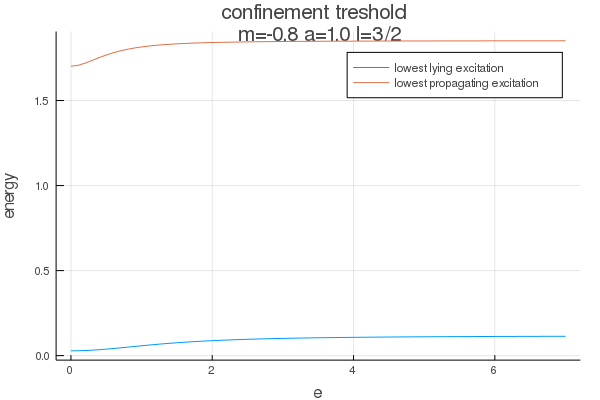 confinement treshold
m=-0.8 a=1.0 l=3/2
lowest lying excitation
lowest propagating excitation
1.5
1.0
0.5
0.0
energy
0 2 4 6
e